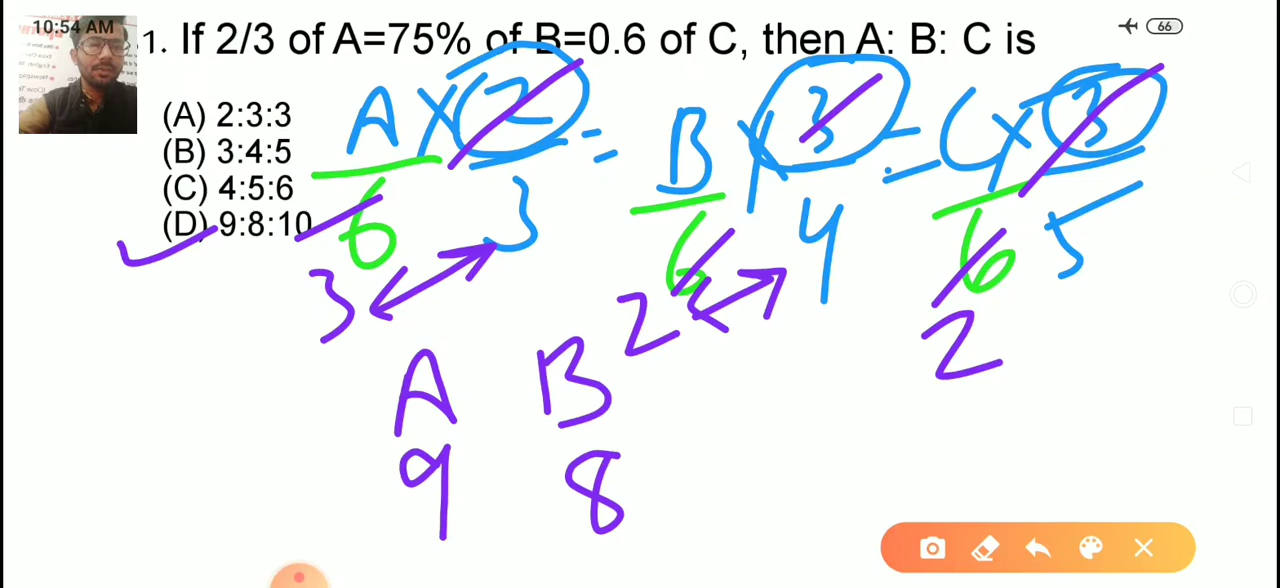 10:54 AM
1. If 2/3 of A=75% of B=0.6 of C, then A: B: C is
66
(A) 2:3:3
(B) 3:4:5
(C) 4:5:6
(D) 9:8:10
A × 2 = B × 3 = C × 3
6 3 6 4 6 5
3 2 2
A B
9 8